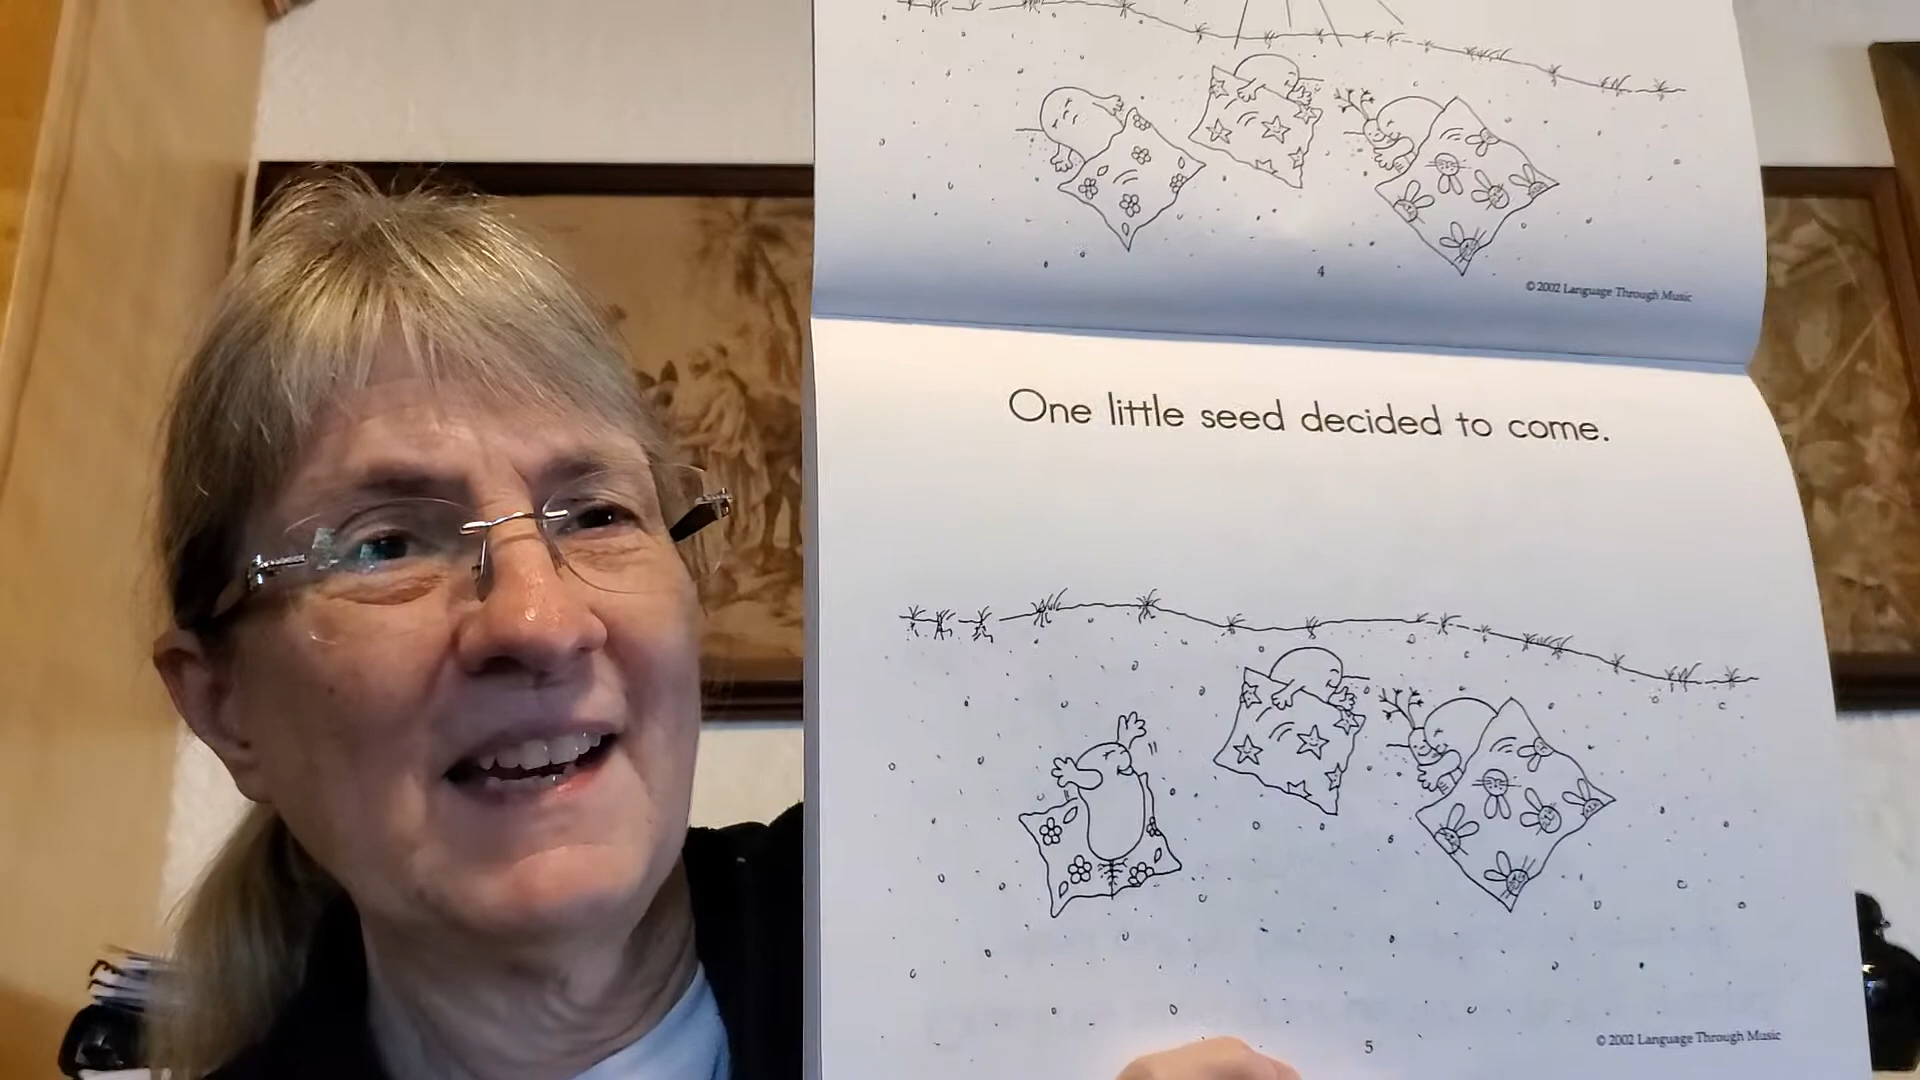 4
© 2002 Language Through Music
One little seed decided to come.
5
© 2002 Language Through Music